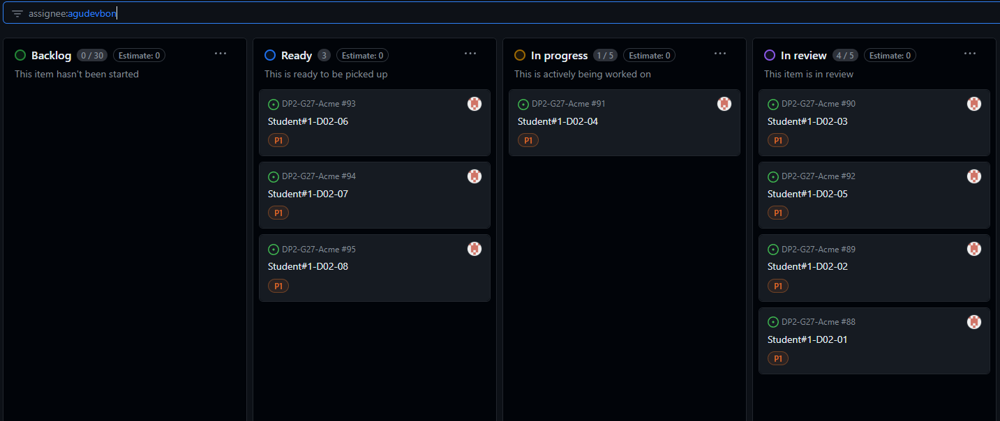 assignee:agudevbon
Backlog 0 / 30 Estimate: 0
This item hasn't been started
Ready 3 Estimate: 0
This is ready to be picked up
DP2-G27-Acme #93
Student#1-D02-06
P1
DP2-G27-Acme #94
Student#1-D02-07
P1
DP2-G27-Acme #95
Student#1-D02-08
P1
In progress 1 / 5 Estimate: 0
This is actively being worked on
DP2-G27-Acme #91
Student#1-D02-04
P1
In review 4 / 5 Estimate: 0
This item is in review
DP2-G27-Acme #90
Student#1-D02-03
P1
DP2-G27-Acme #92
Student#1-D02-05
P1
DP2-G27-Acme #89
Student#1-D02-02
P1
DP2-G27-Acme #88
Student#1-D02-01
P1